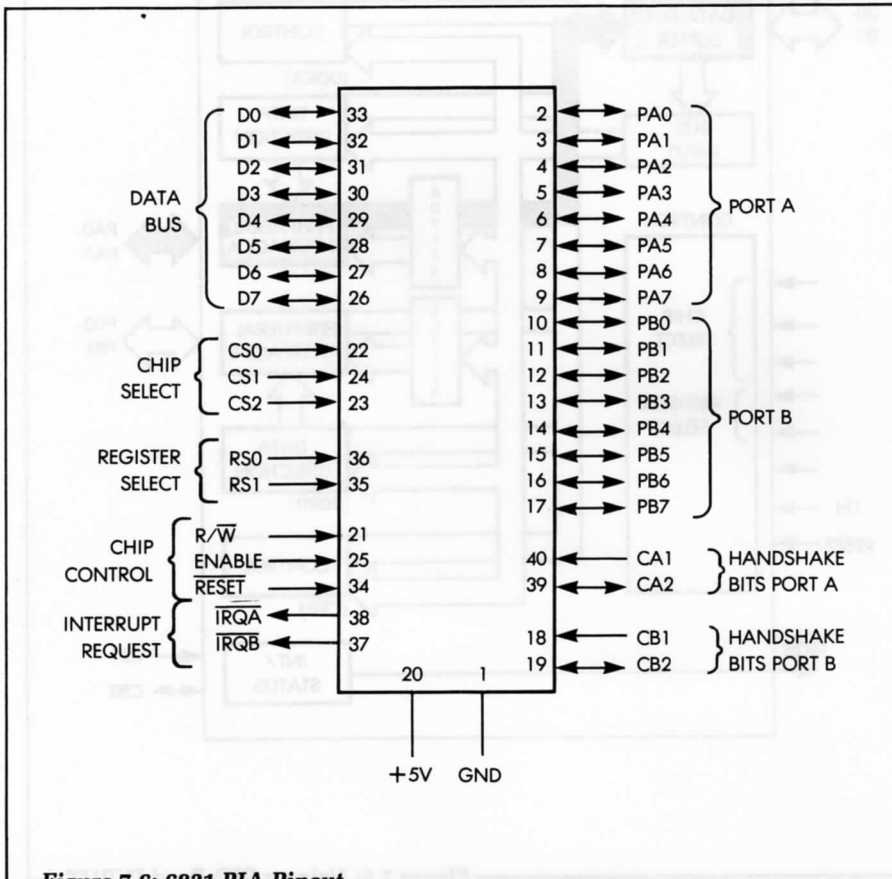 D0 33
D1 32
D2 31
D3 30
D4 29
D5 28
D6 27
D7 26
DATA
BUS
CS0 22
CS1 24
CS2 23
CHIP
SELECT
RS0 36
RS1 35
REGISTER
SELECT
R/W̅ 21
ENABLE 25
R̅E̅S̅E̅T̅ 34
CHIP
CONTROL
I̅R̅Q̅A̅ 38
I̅R̅Q̅B̅ 37
INTERRUPT
REQUEST
2 PA0
3 PA1
4 PA2
5 PA3
6 PA4
7 PA5
8 PA6
9 PA7
PORT A
10 PB0
11 PB1
12 PB2
13 PB3
14 PB4
15 PB5
16 PB6
17 PB7
PORT B
40 CA1
39 CA2
HANDSHAKE
BITS PORT A
18 CB1
19 CB2
HANDSHAKE
BITS PORT B
20 1
+5V GND
Figure 7.6: 6821 PIA Pinout